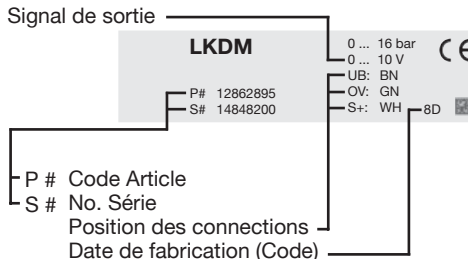 Signal de sortie
LKDM
0 ... 16 bar
0 ... 10 V
UB: BN
OV: GN
S+: WH
8D
P# 12862895
S# 14848200
CE
P # Code Article
S # No. Série
Position des connections
Date de fabrication (Code)